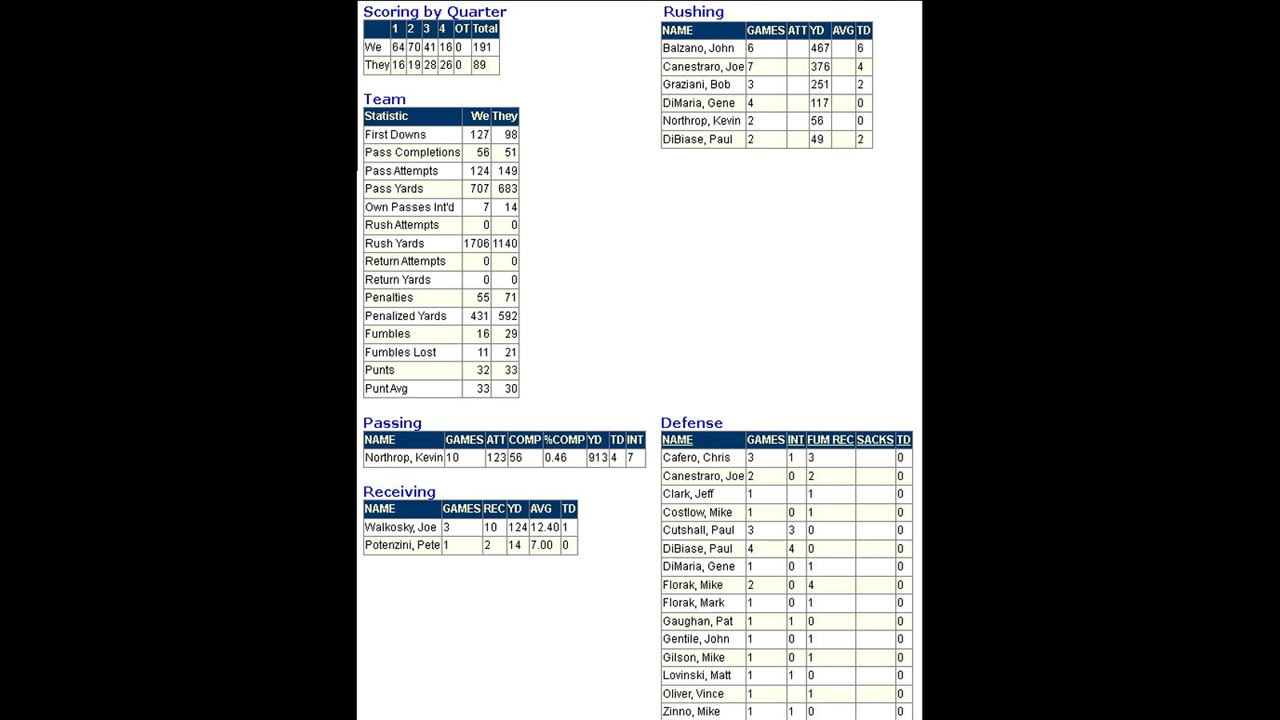 Scoring by Quarter
1 2 3 4 OT Total
We 64 70 41 16 0 191
They 16 19 28 26 0 89
Team
Statistic We They
First Downs 127 98
Pass Completions 56 51
Pass Attempts 124 149
Pass Yards 707 683
Own Passes Int'd 7 14
Rush Attempts 0 0
Rush Yards 1706 1140
Return Attempts 0 0
Return Yards 0 0
Penalties 55 71
Penalized Yards 431 592
Fumbles 16 29
Fumbles Lost 11 21
Punts 32 33
Punt Avg 33 30
Passing
NAME GAMES ATT COMP %COMP YD TD INT
Northrop, Kevin 10 123 56 0.46 913 4 7
Receiving
NAME GAMES REC YD AVG TD
Walkosky, Joe 3 10 124 12.40 1
Potenzini, Pete 1 2 14 7.00 0
Rushing
NAME GAMES ATT YD AVG TD
Balzano, John 6 467 6
Canestraro, Joe 7 376 4
Graziani, Bob 3 251 2
DiMaria, Gene 4 117 0
Northrop, Kevin 2 56 0
DiBiase, Paul 2 49 2
Defense
NAME GAMES INT FUM REC SACKS TD
Cafero, Chris 3 1 3 0
Canestraro, Joe 2 0 2 0
Clark, Jeff 1 1 0
Costlow, Mike 1 0 1 0
Cutshall, Paul 3 3 0 0
DiBiase, Paul 4 4 0 0
DiMaria, Gene 1 0 1 0
Florak, Mike 2 0 4 0
Florak, Mark 1 0 1 0
Gaughan, Pat 1 1 0 0
Gentile, John 1 0 1 0
Gilson, Mike 1 0 1 0
Lovinski, Matt 1 1 0 0
Oliver, Vince 1 1 0
Zinno, Mike 1 1 0 0